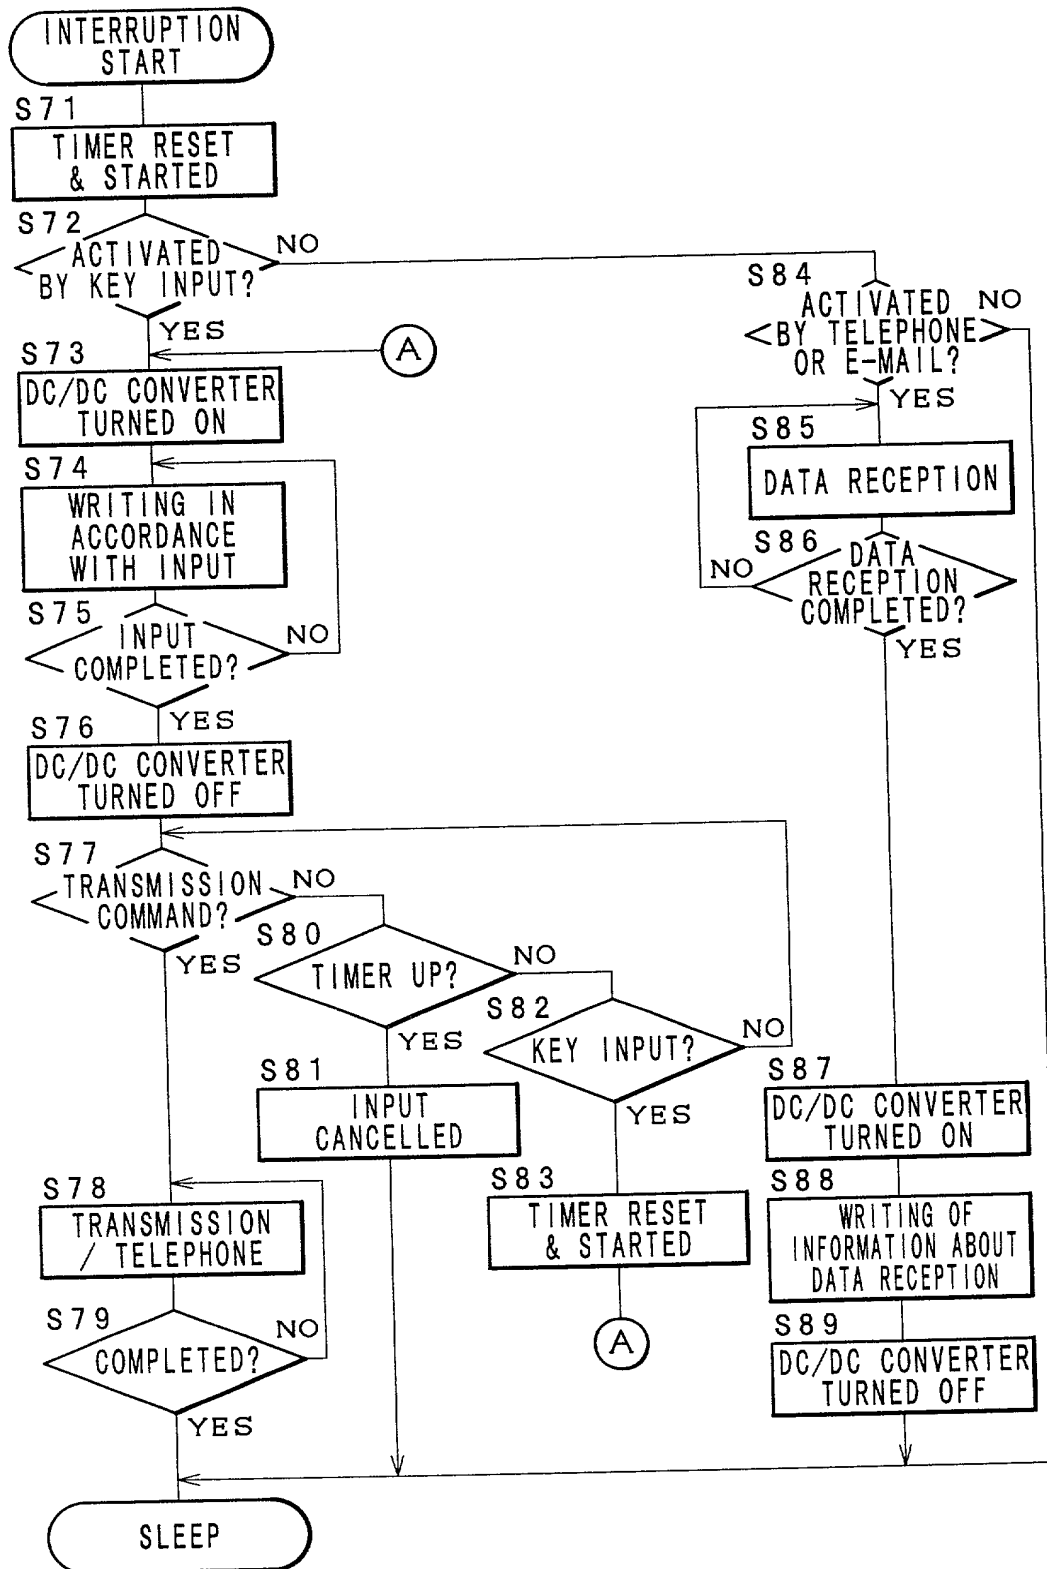 INTERRUPTION
START
S71
TIMER RESET
& STARTED
S72
ACTIVATED
BY KEY INPUT?
NO
YES
A
S73
DC/DC CONVERTER
TURNED ON
S74
WRITING IN
ACCORDANCE
WITH INPUT
S75
INPUT
COMPLETED?
NO
YES
S76
DC/DC CONVERTER
TURNED OFF
S77
TRANSMISSION
COMMAND?
NO
YES
S78
TRANSMISSION
/ TELEPHONE
S79
COMPLETED?
NO
YES
S80
TIMER UP?
NO
YES
S81
INPUT
CANCELLED
S82
KEY INPUT?
NO
YES
S83
TIMER RESET
& STARTED
A
S84
ACTIVATED
BY TELEPHONE
OR E-MAIL?
NO
YES
S85
DATA RECEPTION
S86
DATA
RECEPTION
COMPLETED?
NO
YES
S87
DC/DC CONVERTER
TURNED ON
S88
WRITING OF
INFORMATION ABOUT
DATA RECEPTION
S89
DC/DC CONVERTER
TURNED OFF
SLEEP